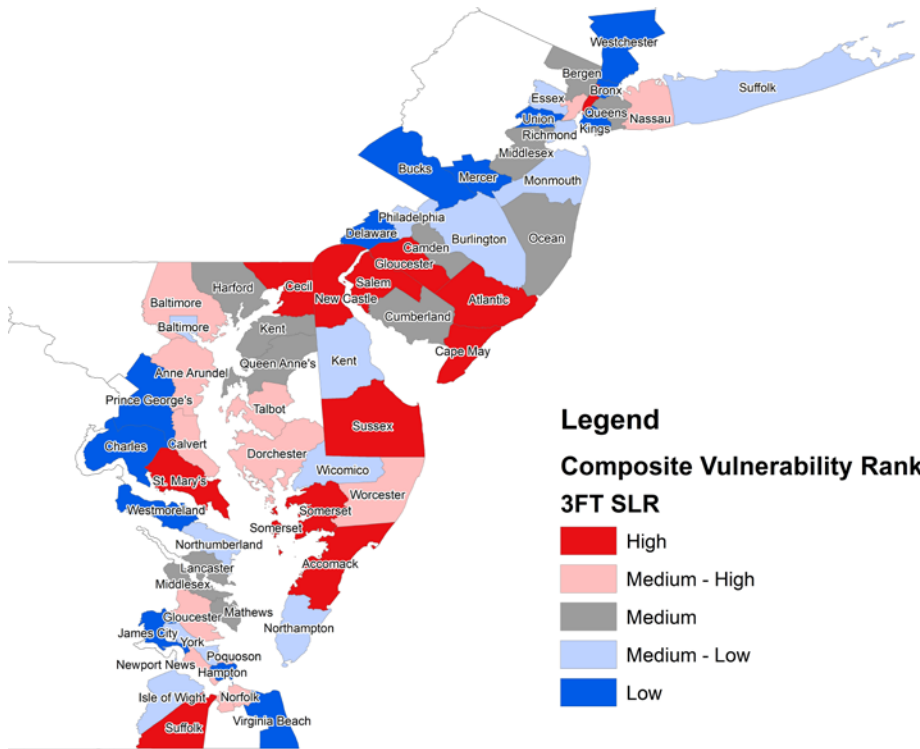 Westchester
Bergen
Bronx
Essex
Suffolk
Queens
Nassau
Union
Kings
Richmond
Middlesex
Bucks
Mercer
Monmouth
Philadelphia
Delaware
Burlington
Ocean
Camden
Gloucester
Cecil
Salem
Harford
New Castle
Atlantic
Baltimore
Cumberland
Baltimore
Kent
Cape May
Queen Anne's
Kent
Anne Arundel
Prince George's
Talbot
Sussex
Charles
Calvert
Dorchester
Wicomico
St. Mary's
Worcester
Westmoreland
Somerset
Somerset
Northumberland
Accomack
Lancaster
Middlesex
Mathews
Gloucester
Northampton
James City
York
Poquoson
Newport News
Hampton
Isle of Wight
Norfolk
Virginia Beach
Suffolk
Legend
Composite Vulnerability Rank
3FT SLR
High
Medium - High
Medium
Medium - Low
Low